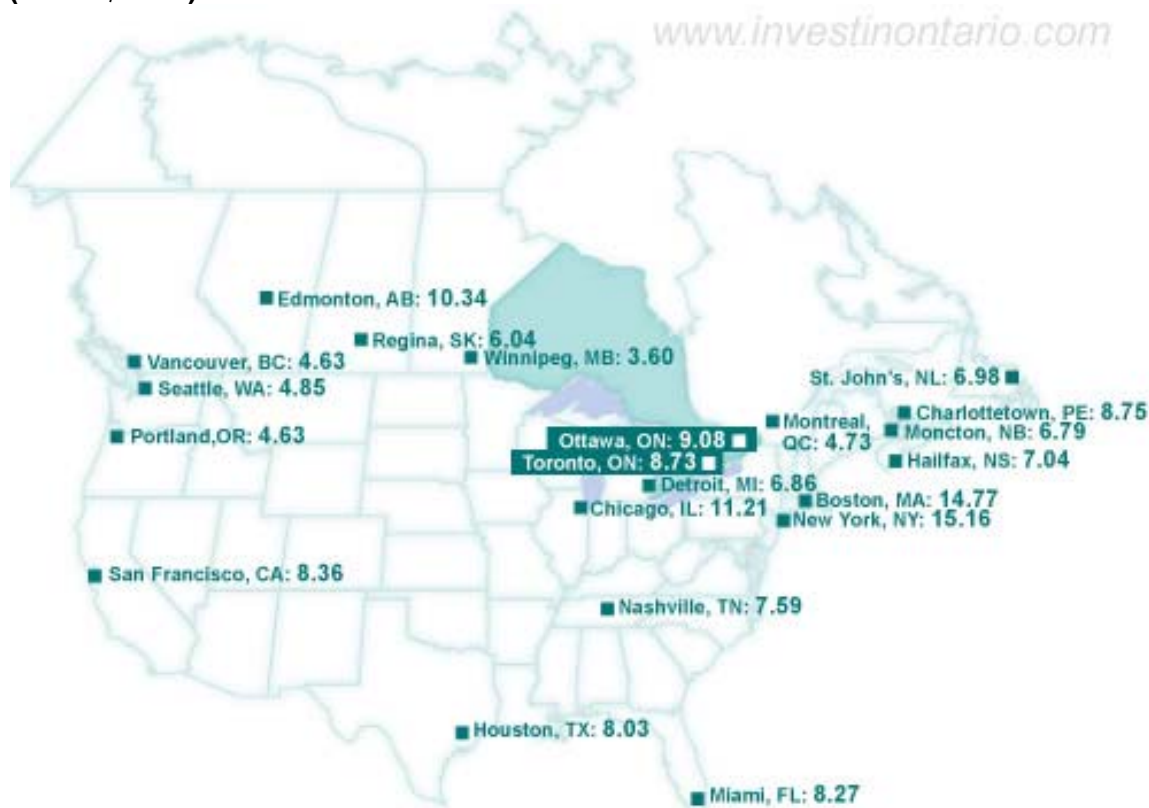 www.investinontario.com
Edmonton, AB: 10.34
Regina, SK: 6.04
Winnipeg, MB: 3.60
Vancouver, BC: 4.63
Seattle, WA: 4.85
Portland,OR: 4.63
St. John's, NL: 6.98
Charlottetown, PE: 8.75
Montreal,
QC: 4.73
Moncton, NB: 6.79
Ottawa, ON: 9.08
Toronto, ON: 8.73
Hailfax, NS: 7.04
Detroit, MI: 6.86
Boston, MA: 14.77
Chicago, IL: 11.21
New York, NY: 15.16
San Francisco, CA: 8.36
Nashville, TN: 7.59
Houston, TX: 8.03
Miami, FL: 8.27